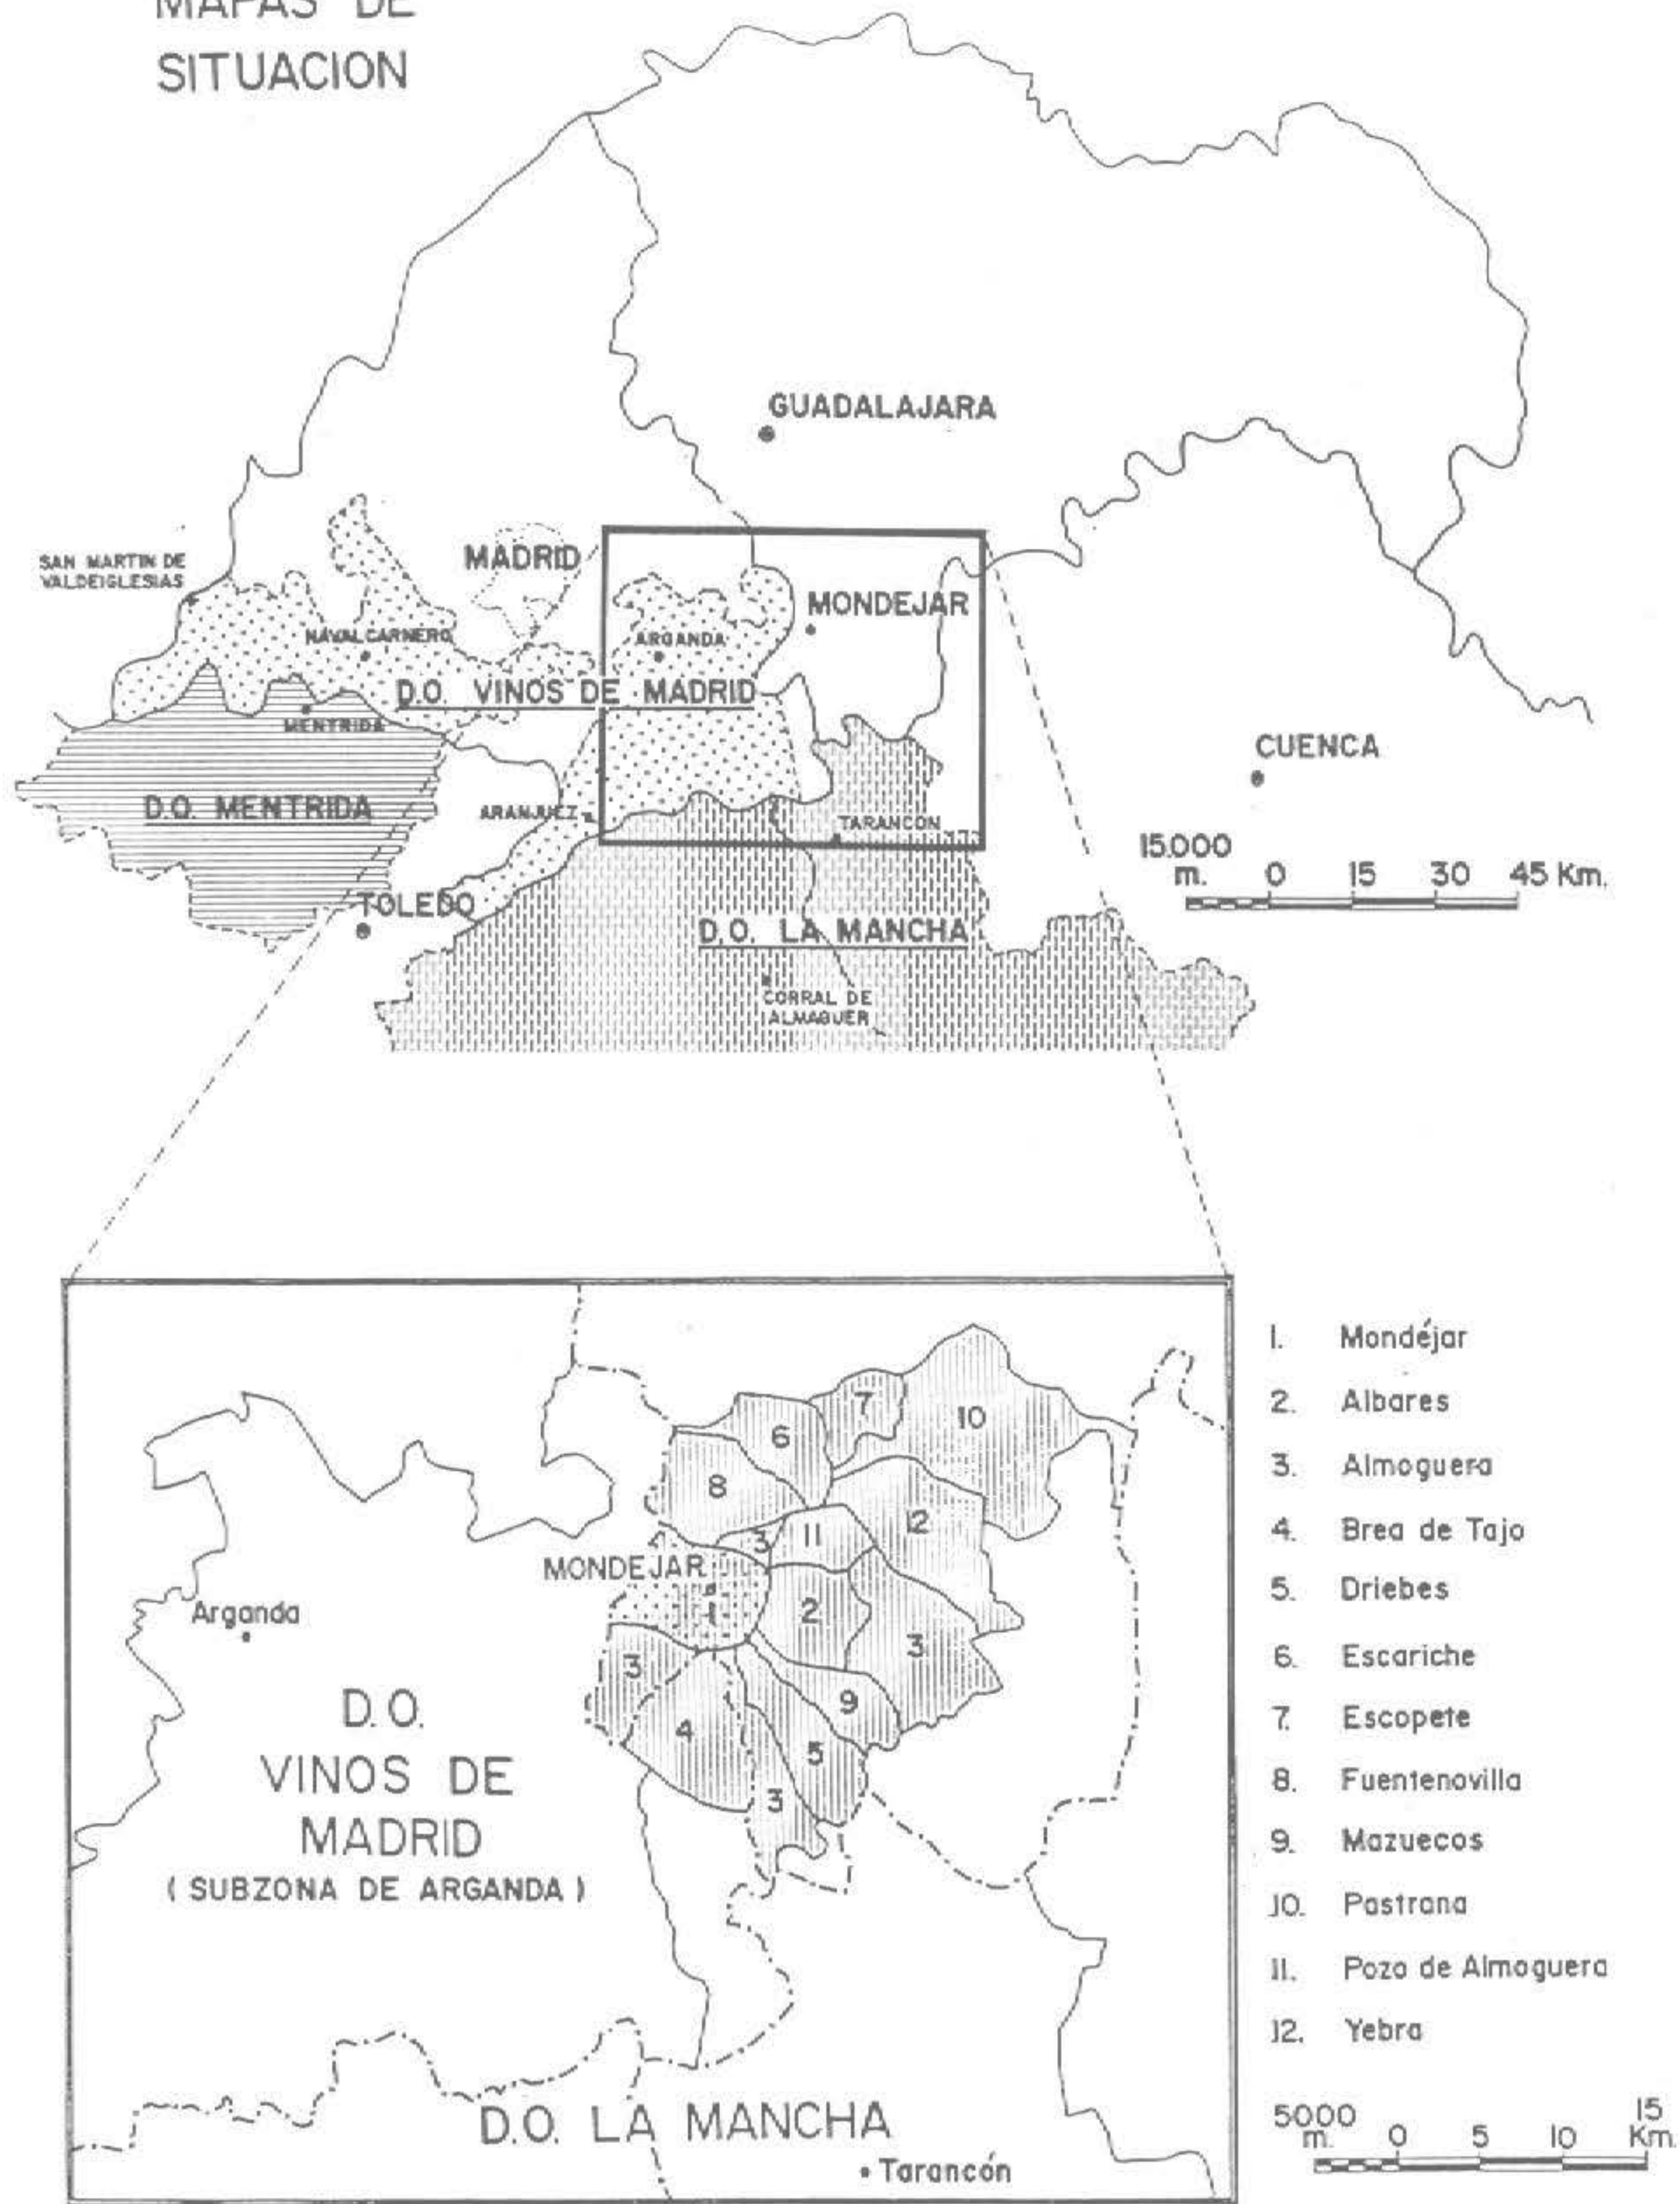 MAPAS DE
SITUACION
GUADALAJARA
SAN MARTIN DE
VALDEIGLESIAS
MADRID
MONDEJAR
NAVALCARNERO
ARGANDA
D.O. VINOS DE MADRID
MENTRIDA
CUENCA
D.O. MENTRIDA
ARANJUEZ
TARANCON
15.000
m. 0 15 30 45 Km.
TOLEDO
D.O. LA MANCHA
CORRAL DE
ALMAGUER
7
10
6
8
12
3
11
MONDEJAR
1
2
Arganda
3
3
9
4
5
3
D.O.
VINOS DE
MADRID
(SUBZONA DE ARGANDA)
D.O. LA MANCHA
Tarancón
1. Mondéjar
2. Albares
3. Almoguera
4. Brea de Tajo
5. Driebes
6. Escariche
7. Escopete
8. Fuentenovilla
9. Mazuecos
10. Pastrana
11. Pozo de Almoguera
12. Yebra
5000 15
m. 0 5 10 Km.